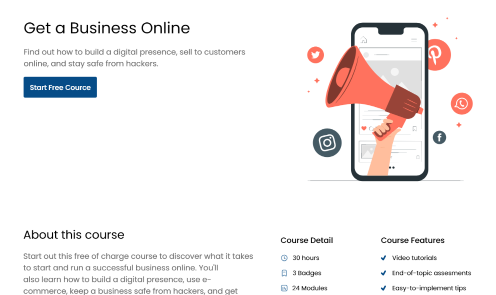 Get a Business Online
Find out how to build a digital presence, sell to customers
online, and stay safe from hackers.
Start Free Cource
About this course
Start out this free of charge course to discover what it takes
to start and run a successful business online. You'll
also learn how to build a digital presence, use e-
commerce, keep a business safe from hackers, and get
Course Detail
30 hours
3 Badges
24 Modules
Course Features
Video tutorials
End-of-topic assesments
Easy-to-implement tips